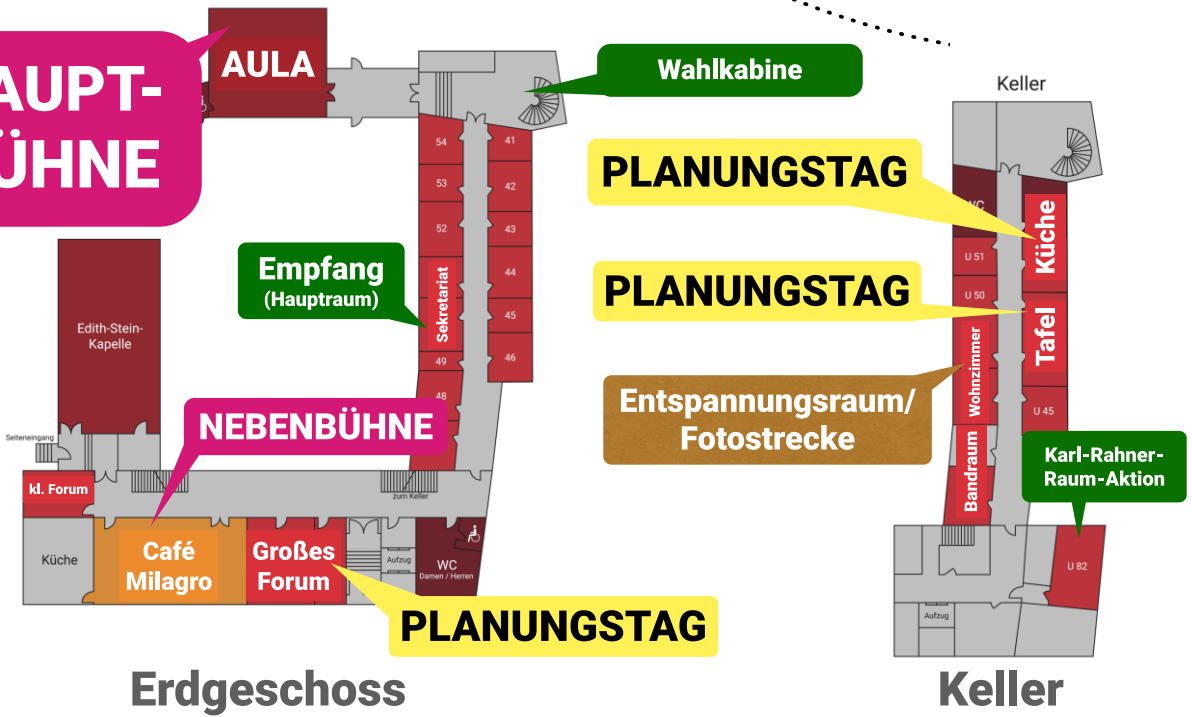 AUPT-
ÜHNE
AULA
Wahlkabine
54
53
52
Sekretariat
49
48
41
42
43
44
45
46
Empfang
(Hauptraum)
Edith-Stein-
Kapelle
NEBENBÜHNE
Seiteneingang
zum Keller
kl. Forum
Küche
Café
Milagro
Großes
Forum
Aufzug
WC
Damen / Herren
PLANUNGSTAG
Erdgeschoss
Keller
PLANUNGSTAG
WC
Küche
U 51
PLANUNGSTAG
U 50
Tafel
Wohnzimmer
Entspannungsraum/
Fotostrecke
U 45
Bandraum
Karl-Rahner-
Raum-Aktion
U 82
Aufzug
Keller